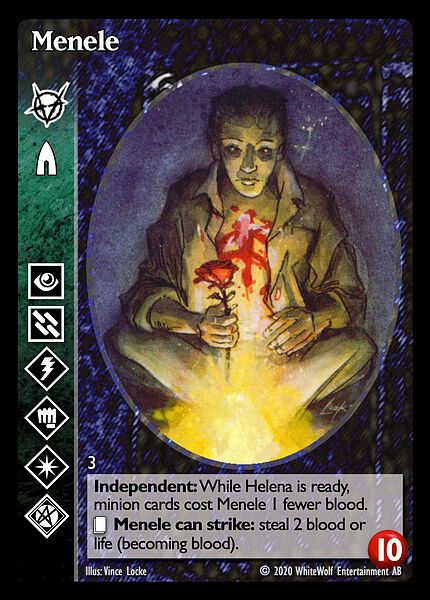 Menele
Lock
3
Independent: While Helena is ready,
minion cards cost Menele 1 fewer blood.
Menele can strike: steal 2 blood or
life (becoming blood).
10
Illus: Vince Locke
© 2020 WhiteWolf Entertainment AB